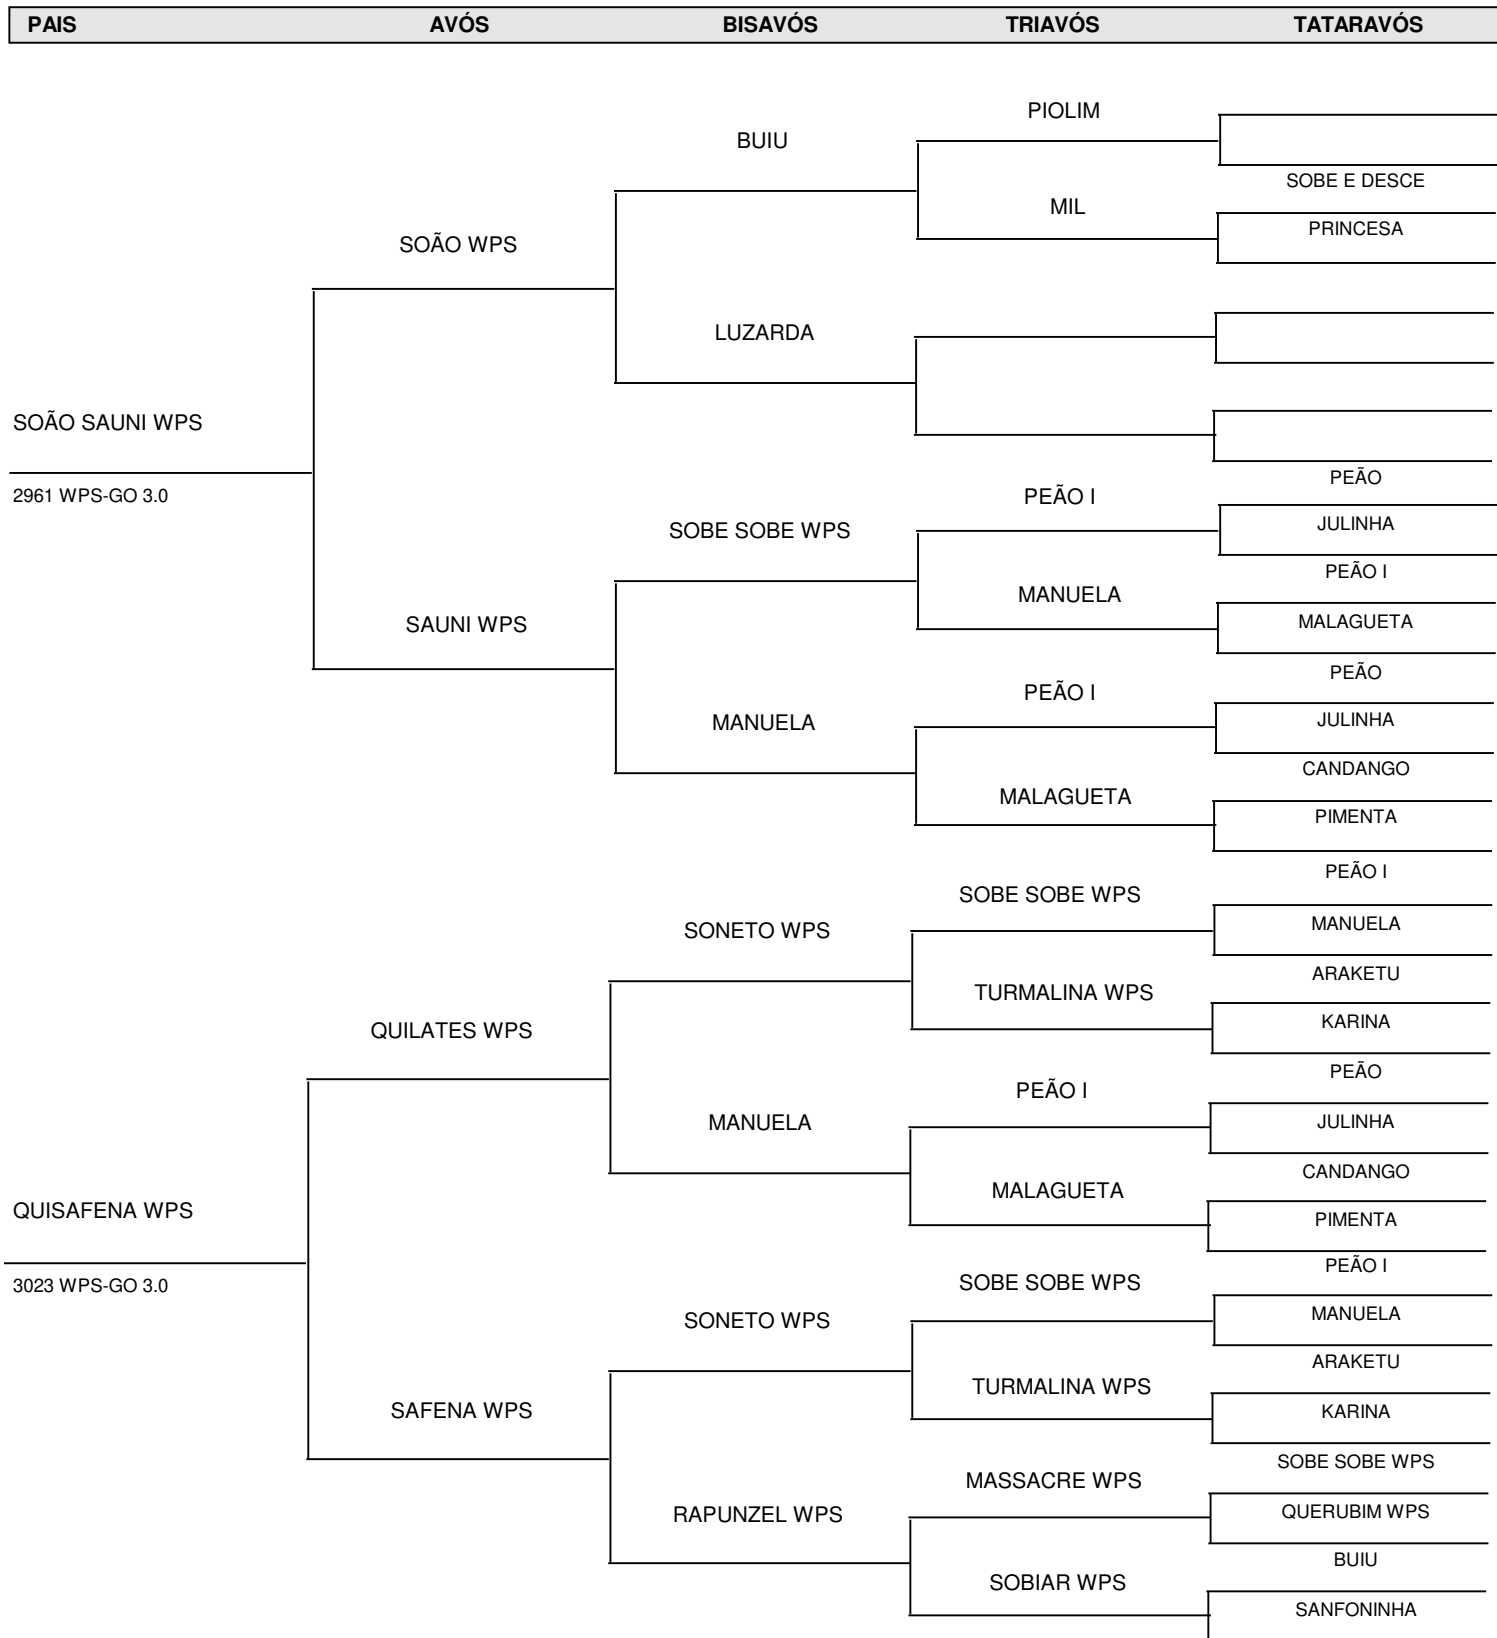 PAIS AVÓS BISAVÓS TRIAVÓS TATARAVÓS
PIOLIM
BUIU
SOBE E DESCE
MIL
PRINCESA
SOÃO WPS
LUZARDA
SOÃO SAUNI WPS
2961 WPS-GO 3.0
PEÃO
PEÃO I
JULINHA
SOBE SOBE WPS
PEÃO I
MANUELA
MALAGUETA
SAUNI WPS
PEÃO
PEÃO I
JULINHA
MANUELA
CANDANGO
MALAGUETA
PIMENTA
PEÃO I
SOBE SOBE WPS
MANUELA
SONETO WPS
ARAKETU
TURMALINA WPS
KARINA
QUILATES WPS
PEÃO
PEÃO I
JULINHA
MANUELA
CANDANGO
MALAGUETA
PIMENTA
QUISAFENA WPS
3023 WPS-GO 3.0
PEÃO I
SOBE SOBE WPS
MANUELA
SONETO WPS
ARAKETU
TURMALINA WPS
KARINA
SAFENA WPS
SOBE SOBE WPS
MASSACRE WPS
QUERUBIM WPS
RAPUNZEL WPS
BUIU
SOBIAR WPS
SANFONINHA